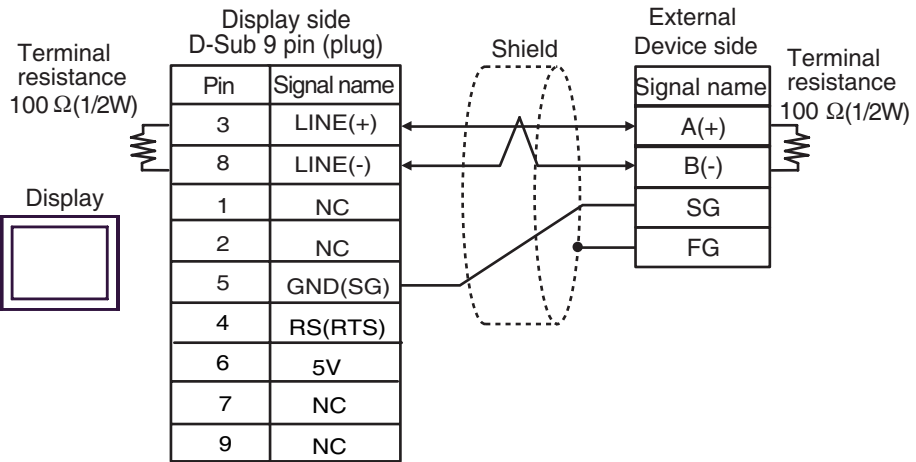 Display side
D-Sub 9 pin (plug)
External
Device side
Shield
Terminal
resistance
100 Ω(1/2W)
Terminal
resistance
100 Ω(1/2W)
Display
Pin Signal name
3 LINE(+)
8 LINE(-)
1 NC
2 NC
5 GND(SG)
4 RS(RTS)
6 5V
7 NC
9 NC
Signal name
A(+)
B(-)
SG
FG